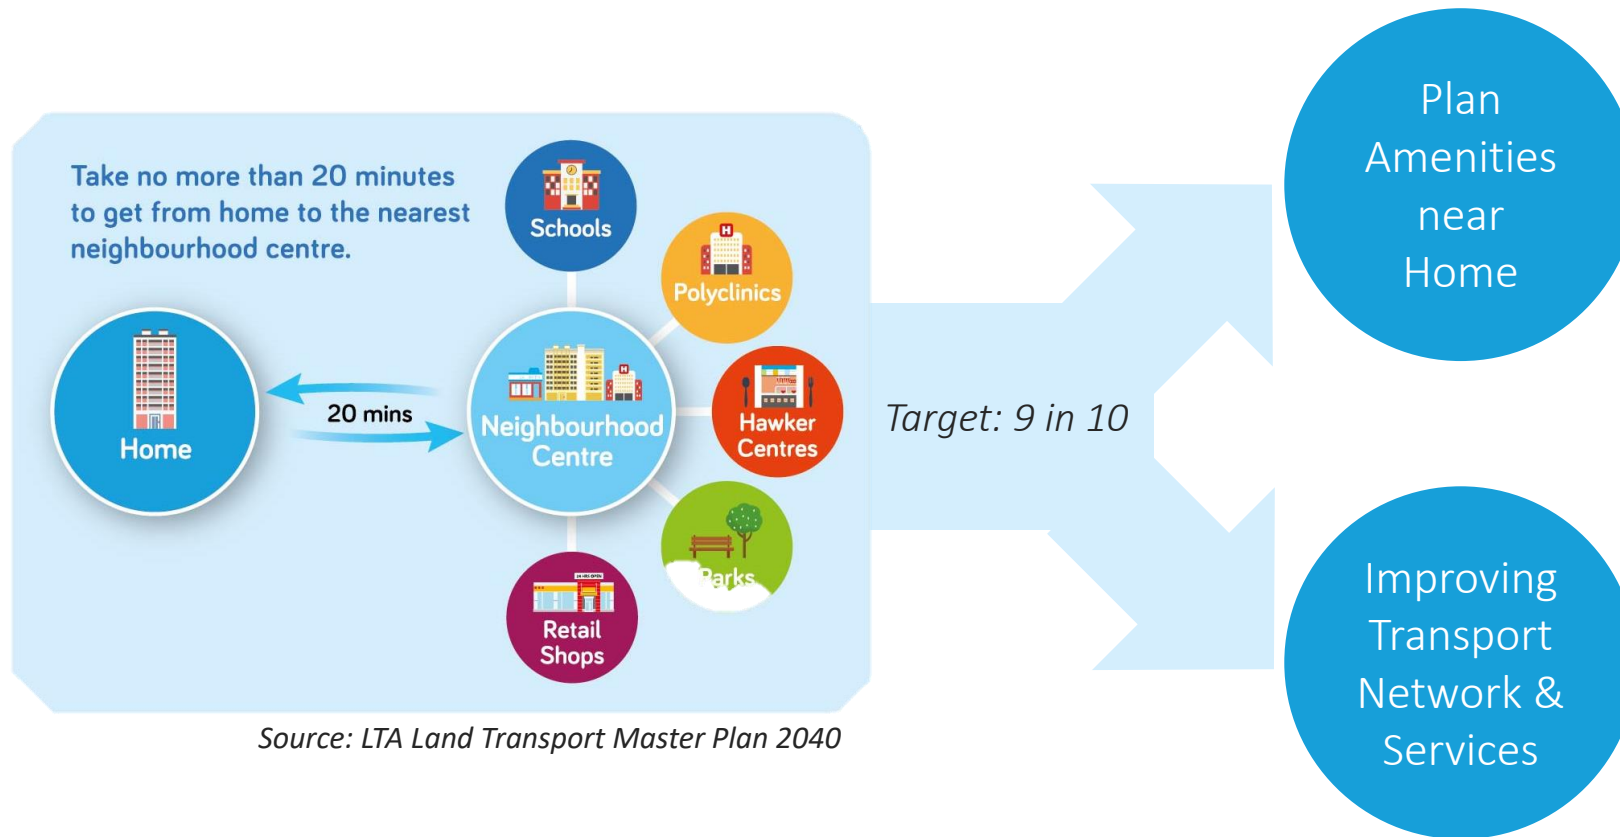 Take no more than 20 minutes
to get from home to the nearest
neighbourhood centre.
Home
20 mins
Neighbourhood
Centre
Schools
H
Polyclinics
H
Hawker
Centres
Parks
Retail
Shops
Source: LTA Land Transport Master Plan 2040
Target: 9 in 10
Plan
Amenities
near
Home
Improving
Transport
Network &
Services